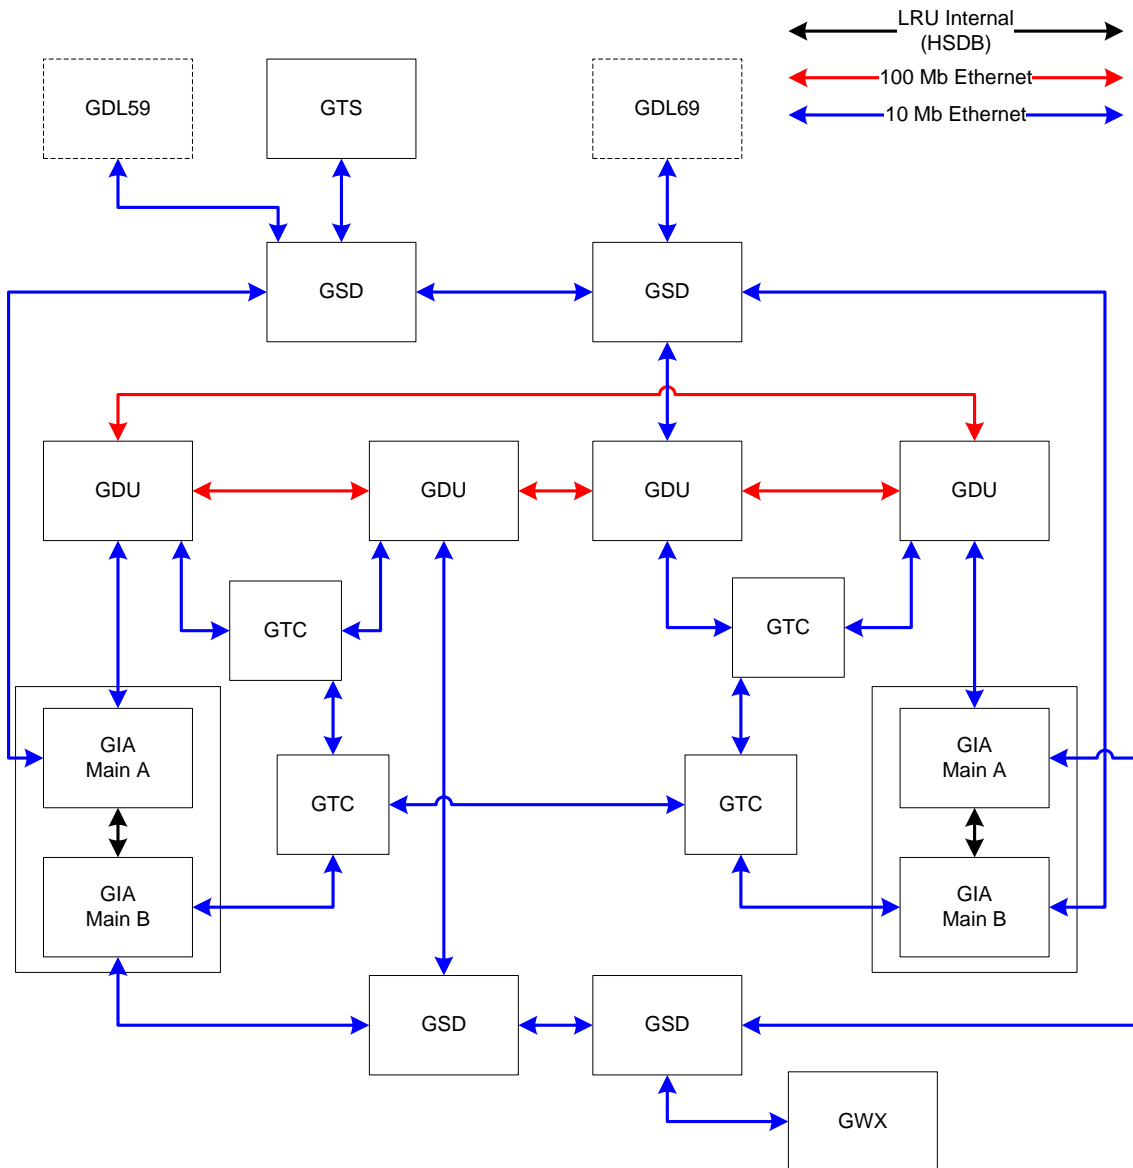 LRU Internal
(HSDB)
100 Mb Ethernet
10 Mb Ethernet
GDL59
GTS
GDL69
GSD
GSD
GDU
GDU
GDU
GDU
GTC
GTC
GIA
Main A
GTC
GTC
GIA
Main A
GIA
Main B
GIA
Main B
GSD
GSD
GWX